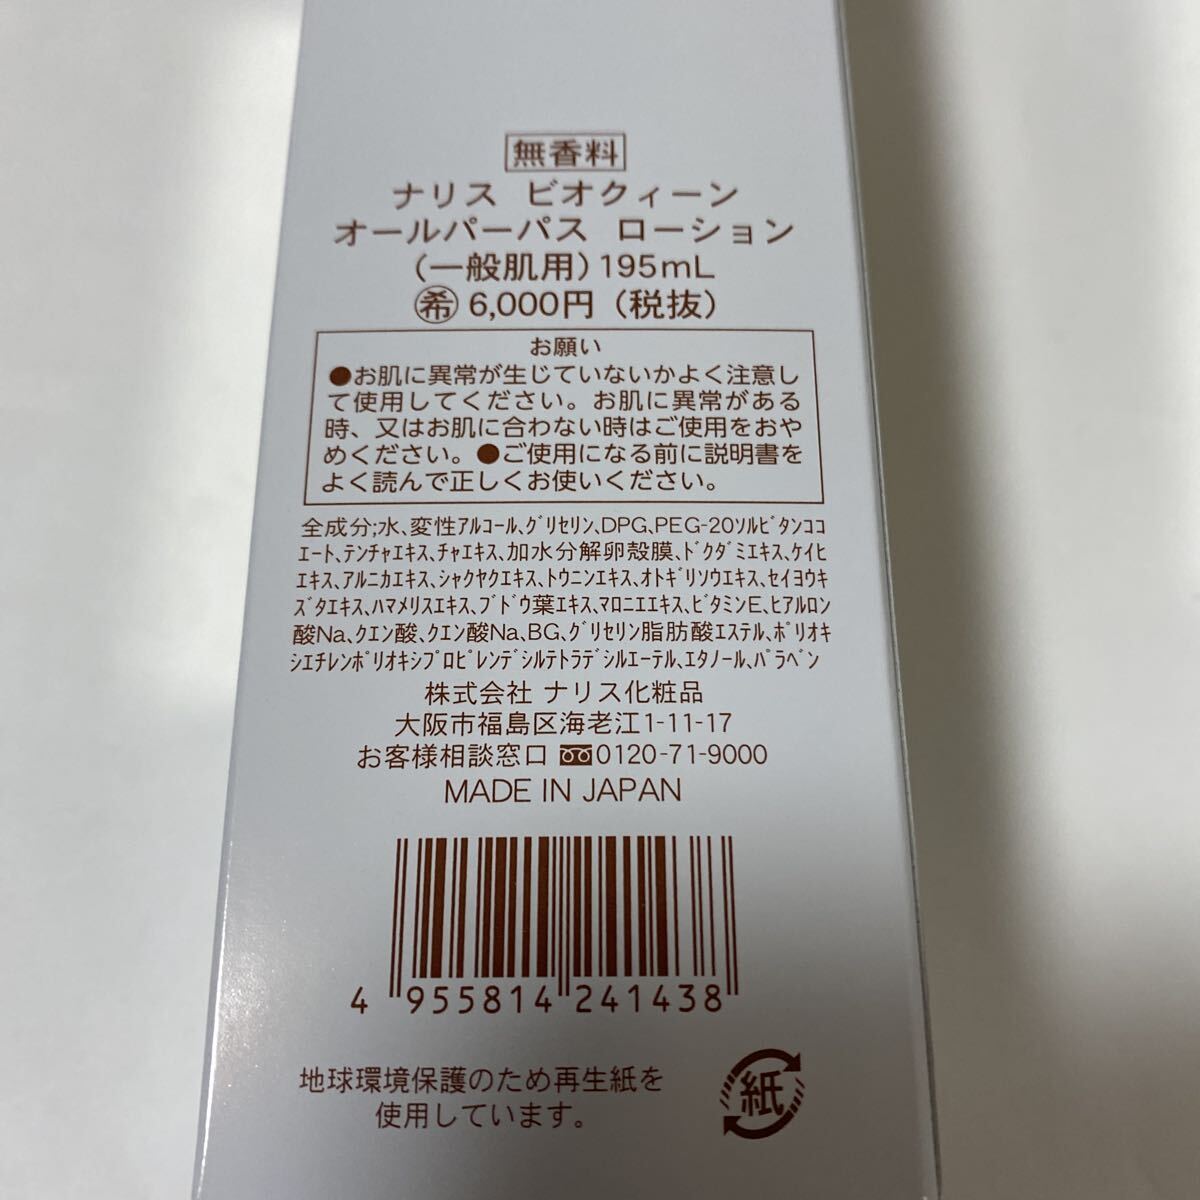 無香料
ナリス ビオクィーン
オールパーパス ローション
(一般肌用)195mL
㊒希 6,000円(税抜)
お願い
●お肌に異常が生じていないかよく注意し
て使用してください。お肌に異常がある
時、又はお肌に合わない時はご使用をおや
めください。●ご使用になる前に説明書を
よく読んで正しくお使いください。
全成分;水、変性ｱﾙｺｰﾙ、ｸﾞﾘｾﾘﾝ、DPG、PEG-20ｿﾙﾋﾞﾀﾝｺｺ
ｴｰﾄ、ﾃﾝﾁｬｴｷｽ、ﾁｬｴｷｽ、加水分解卵殻膜、ﾄﾞｸﾀﾞﾐｴｷｽ、ｹｲﾋ
ｴｷｽ、ｱﾙﾆｶｴｷｽ、ｼｬｸﾔｸｴｷｽ、ﾄｳﾆﾝｴｷｽ、ｵﾄｷﾞﾘｿｳｴｷｽ、ｾｲﾖｳｷ
ｽﾞﾀｴｷｽ、ﾊﾏﾒﾘｽｴｷｽ、ﾌﾞﾄﾞｳ葉ｴｷｽ、ﾏﾛﾆｴｴｷｽ、ﾋﾞﾀﾐﾝE、ﾋｱﾙﾛﾝ
酸Na、ｸｴﾝ酸、ｸｴﾝ酸Na、BG、ｸﾞﾘｾﾘﾝ脂肪酸ｴｽﾃﾙ、ﾎﾟﾘｵｷ
ｼｴﾁﾚﾝﾎﾟﾘｵｷｼﾌﾟﾛﾋﾟﾚﾝﾃﾞｼﾙﾃﾄﾗﾃﾞｼﾙｴｰﾃﾙ、ｴﾀﾉｰﾙ、ﾊﾟﾗﾍﾞﾝ
株式会社 ナリス化粧品
大阪市福島区海老江1-11-17
お客様相談窓口 0120-71-9000
MADE IN JAPAN
4 955814 241438
地球環境保護のため再生紙を
使用しています。
紙